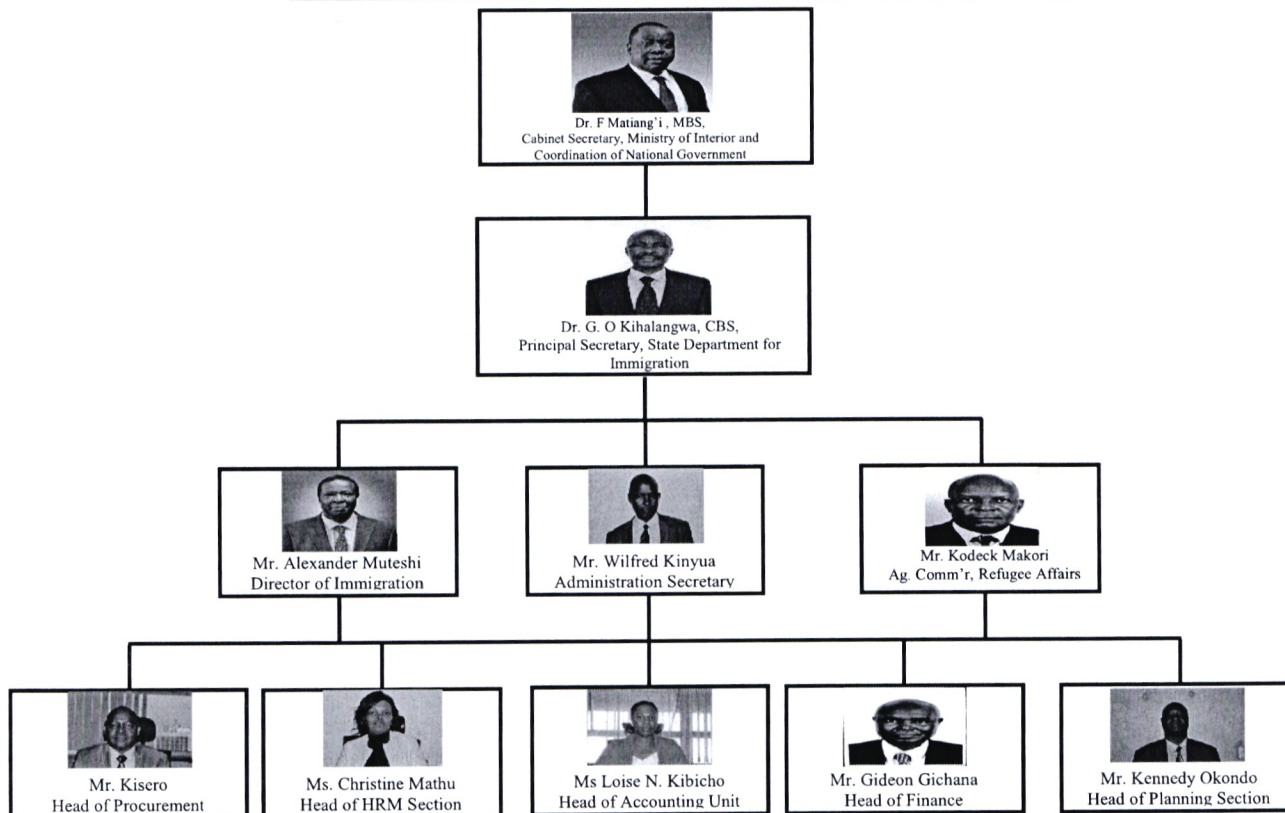 Dr. F Matiang'i , MBS,
Cabinet Secretary, Ministry of Interior and
Coordination of National Government
Dr. G. O Kihalangwa, CBS,
Principal Secretary, State Department for
Immigration
Mr. Alexander Muteshi
Director of Immigration
Mr. Wilfred Kinyua
Administration Secretary
Mr. Kodeck Makori
Ag. Comm'r, Refugee Affairs
Mr. Kisero
Head of Procurement
Ms. Christine Mathu
Head of HRM Section
Ms Loise N. Kibicho
Head of Accounting Unit
Mr. Gideon Gichana
Head of Finance
Mr. Kennedy Okondo
Head of Planning Section